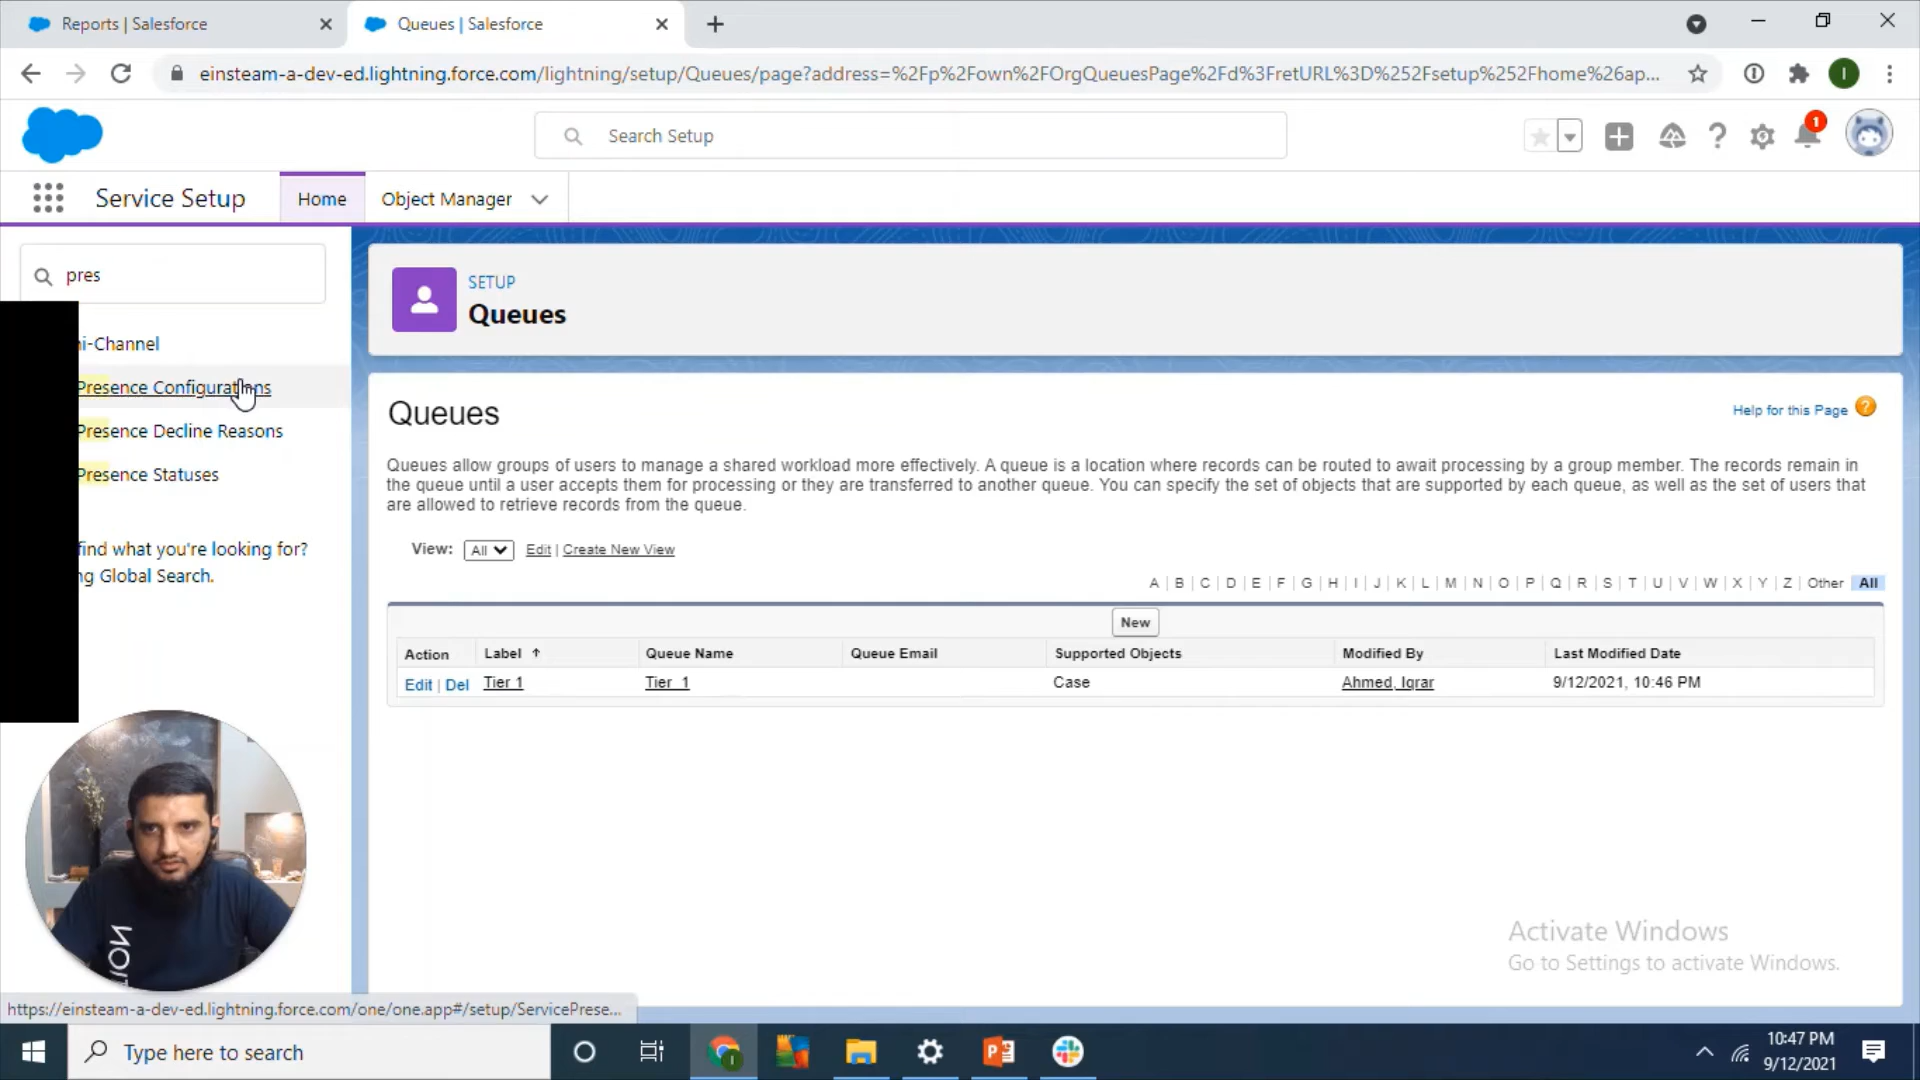 Reports | Salesforce
Queues | Salesforce
einsteam-a-dev-ed.lightning.force.com/lightning/setup/Queues/page?address=%2Fp%2Fown%2FOrgQueuesPage%2Fd%3FretURL%3D%252Fsetup%252Fhome%26ap...
I
Search Setup
1
Service Setup
Home
Object Manager
pres
i-Channel
Presence Configurations
Presence Decline Reasons
Presence Statuses
find what you're looking for?
ng Global Search.
SETUP
Queues
Queues
Help for this Page ?
Queues allow groups of users to manage a shared workload more effectively. A queue is a location where records can be routed to await processing by a group member. The records remain in
the queue until a user accepts them for processing or they are transferred to another queue. You can specify the set of objects that are supported by each queue, as well as the set of users that
are allowed to retrieve records from the queue.
View: All Edit | Create New View
A | B | C | D | E | F | G | H | I | J | K | L | M | N | O | P | Q | R | S | T | U | V | W | X | Y | Z | Other All
New
Action Label Queue Name Queue Email Supported Objects Modified By Last Modified Date
Edit | Del Tier 1 Tier_1 Case Ahmed, Iqrar 9/12/2021, 10:46 PM
NOIT
Activate Windows
Go to Settings to activate Windows.
https://einsteam-a-dev-ed.lightning.force.com/one/one.app#/setup/ServicePrese...
Type here to search
10:47 PM
9/12/2021